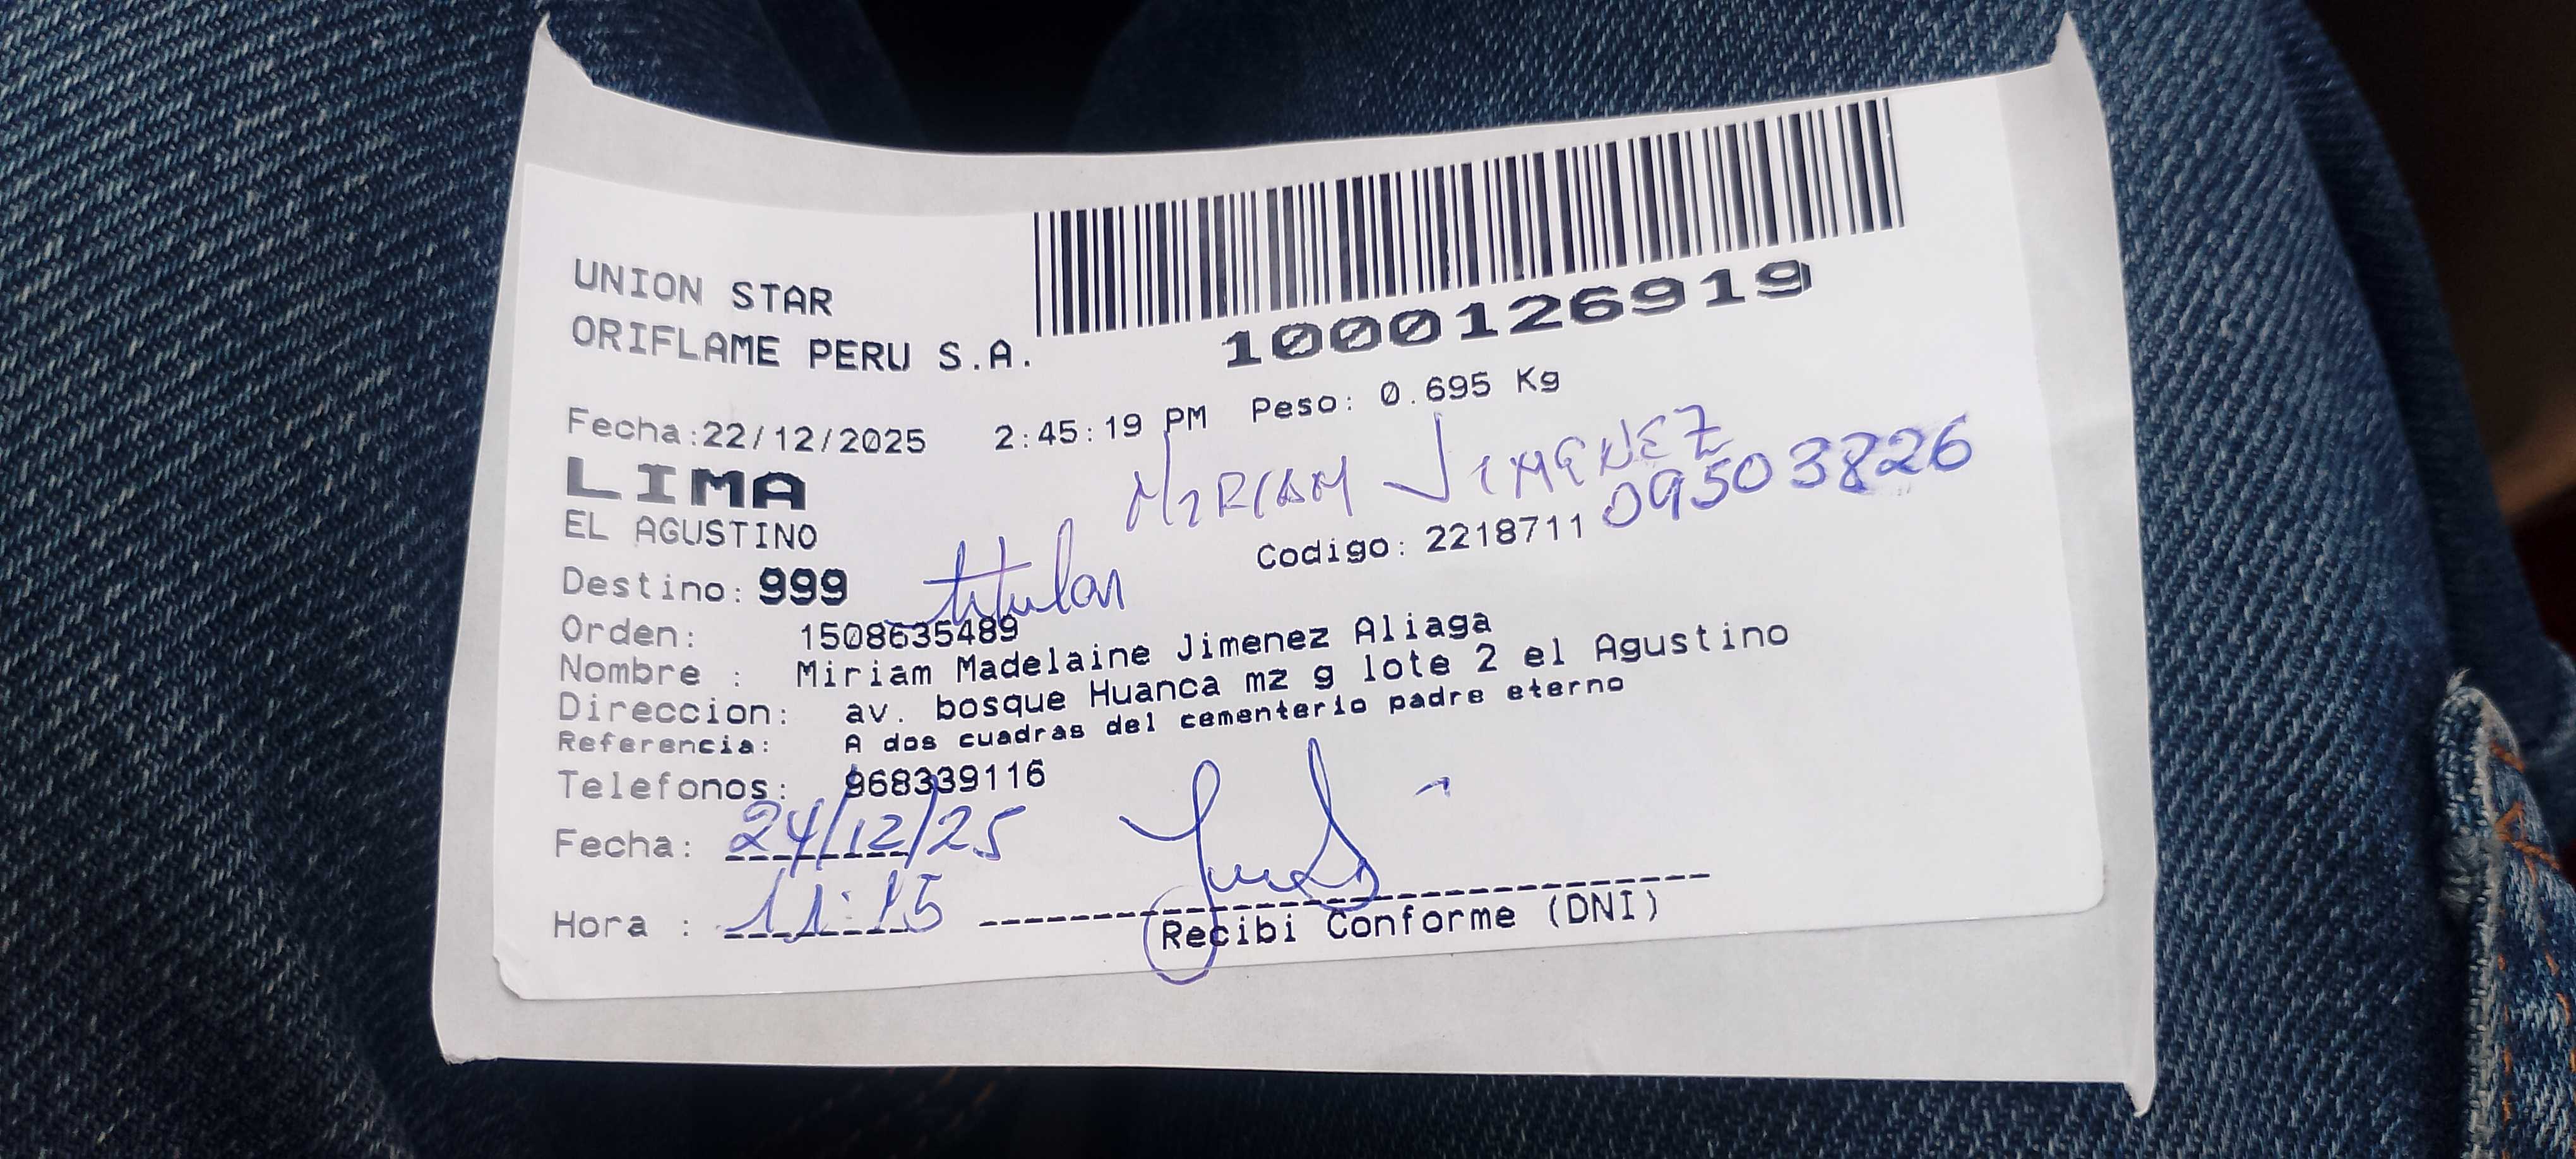 UNION STAR
ORIFLAME PERU S.A.
1000126919
Fecha:22/12/2025 2:45:19 PM Peso: 0.695 Kg
LIMA
MIRIAM JIMENEZ
09503826
EL AGUSTINO
Codigo: 2218711
Destino: 999
titular
Orden: 1508635489
Nombre : Miriam Madelaine Jimenez Aliaga
Direccion: av. bosque Huanca mz g lote 2 el Agustino
Referencia: A dos cuadras del cementerio padre eterno
Telefonos: 968339116
Fecha: 24/12/25
Hora : 11:15
Recibi Conforme (DNI)